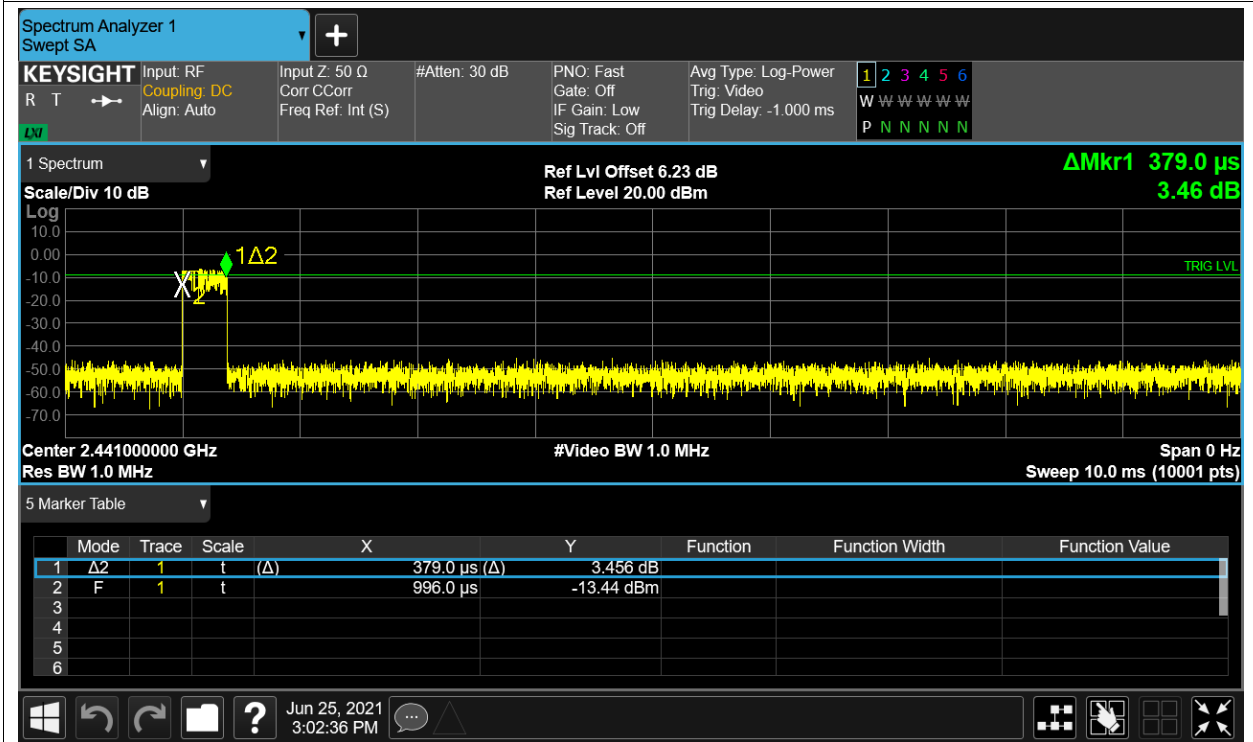 Spectrum Analyzer 1
Swept SA
KEYSIGHT
R T
LXI
Input: RF
Coupling: DC
Align: Auto
Input Z: 50 Ω
Corr CCorr
Freq Ref: Int (S)
#Atten: 30 dB
PNO: Fast
Gate: Off
IF Gain: Low
Sig Track: Off
Avg Type: Log-Power
Trig: Video
Trig Delay: -1.000 ms
1 2 3 4 5 6
W W W W W W
P N N N N N
1 Spectrum
Scale/Div 10 dB
Ref Lvl Offset 6.23 dB
Ref Level 20.00 dBm
ΔMkr1 379.0 µs
3.46 dB
Log
10.0
0.00
-10.0
-20.0
-30.0
-40.0
-50.0
-60.0
-70.0
1Δ2
2
TRIG LVL
Center 2.441000000 GHz
Res BW 1.0 MHz
#Video BW 1.0 MHz
Span 0 Hz
Sweep 10.0 ms (10001 pts)
5 Marker Table
Mode Trace Scale X Y Function Function Width Function Value
1 Δ2 1 t (Δ) 379.0 µs (Δ) 3.456 dB
2 F 1 t 996.0 µs -13.44 dBm
3
4
5
6
?
Jun 25, 2021
3:02:36 PM